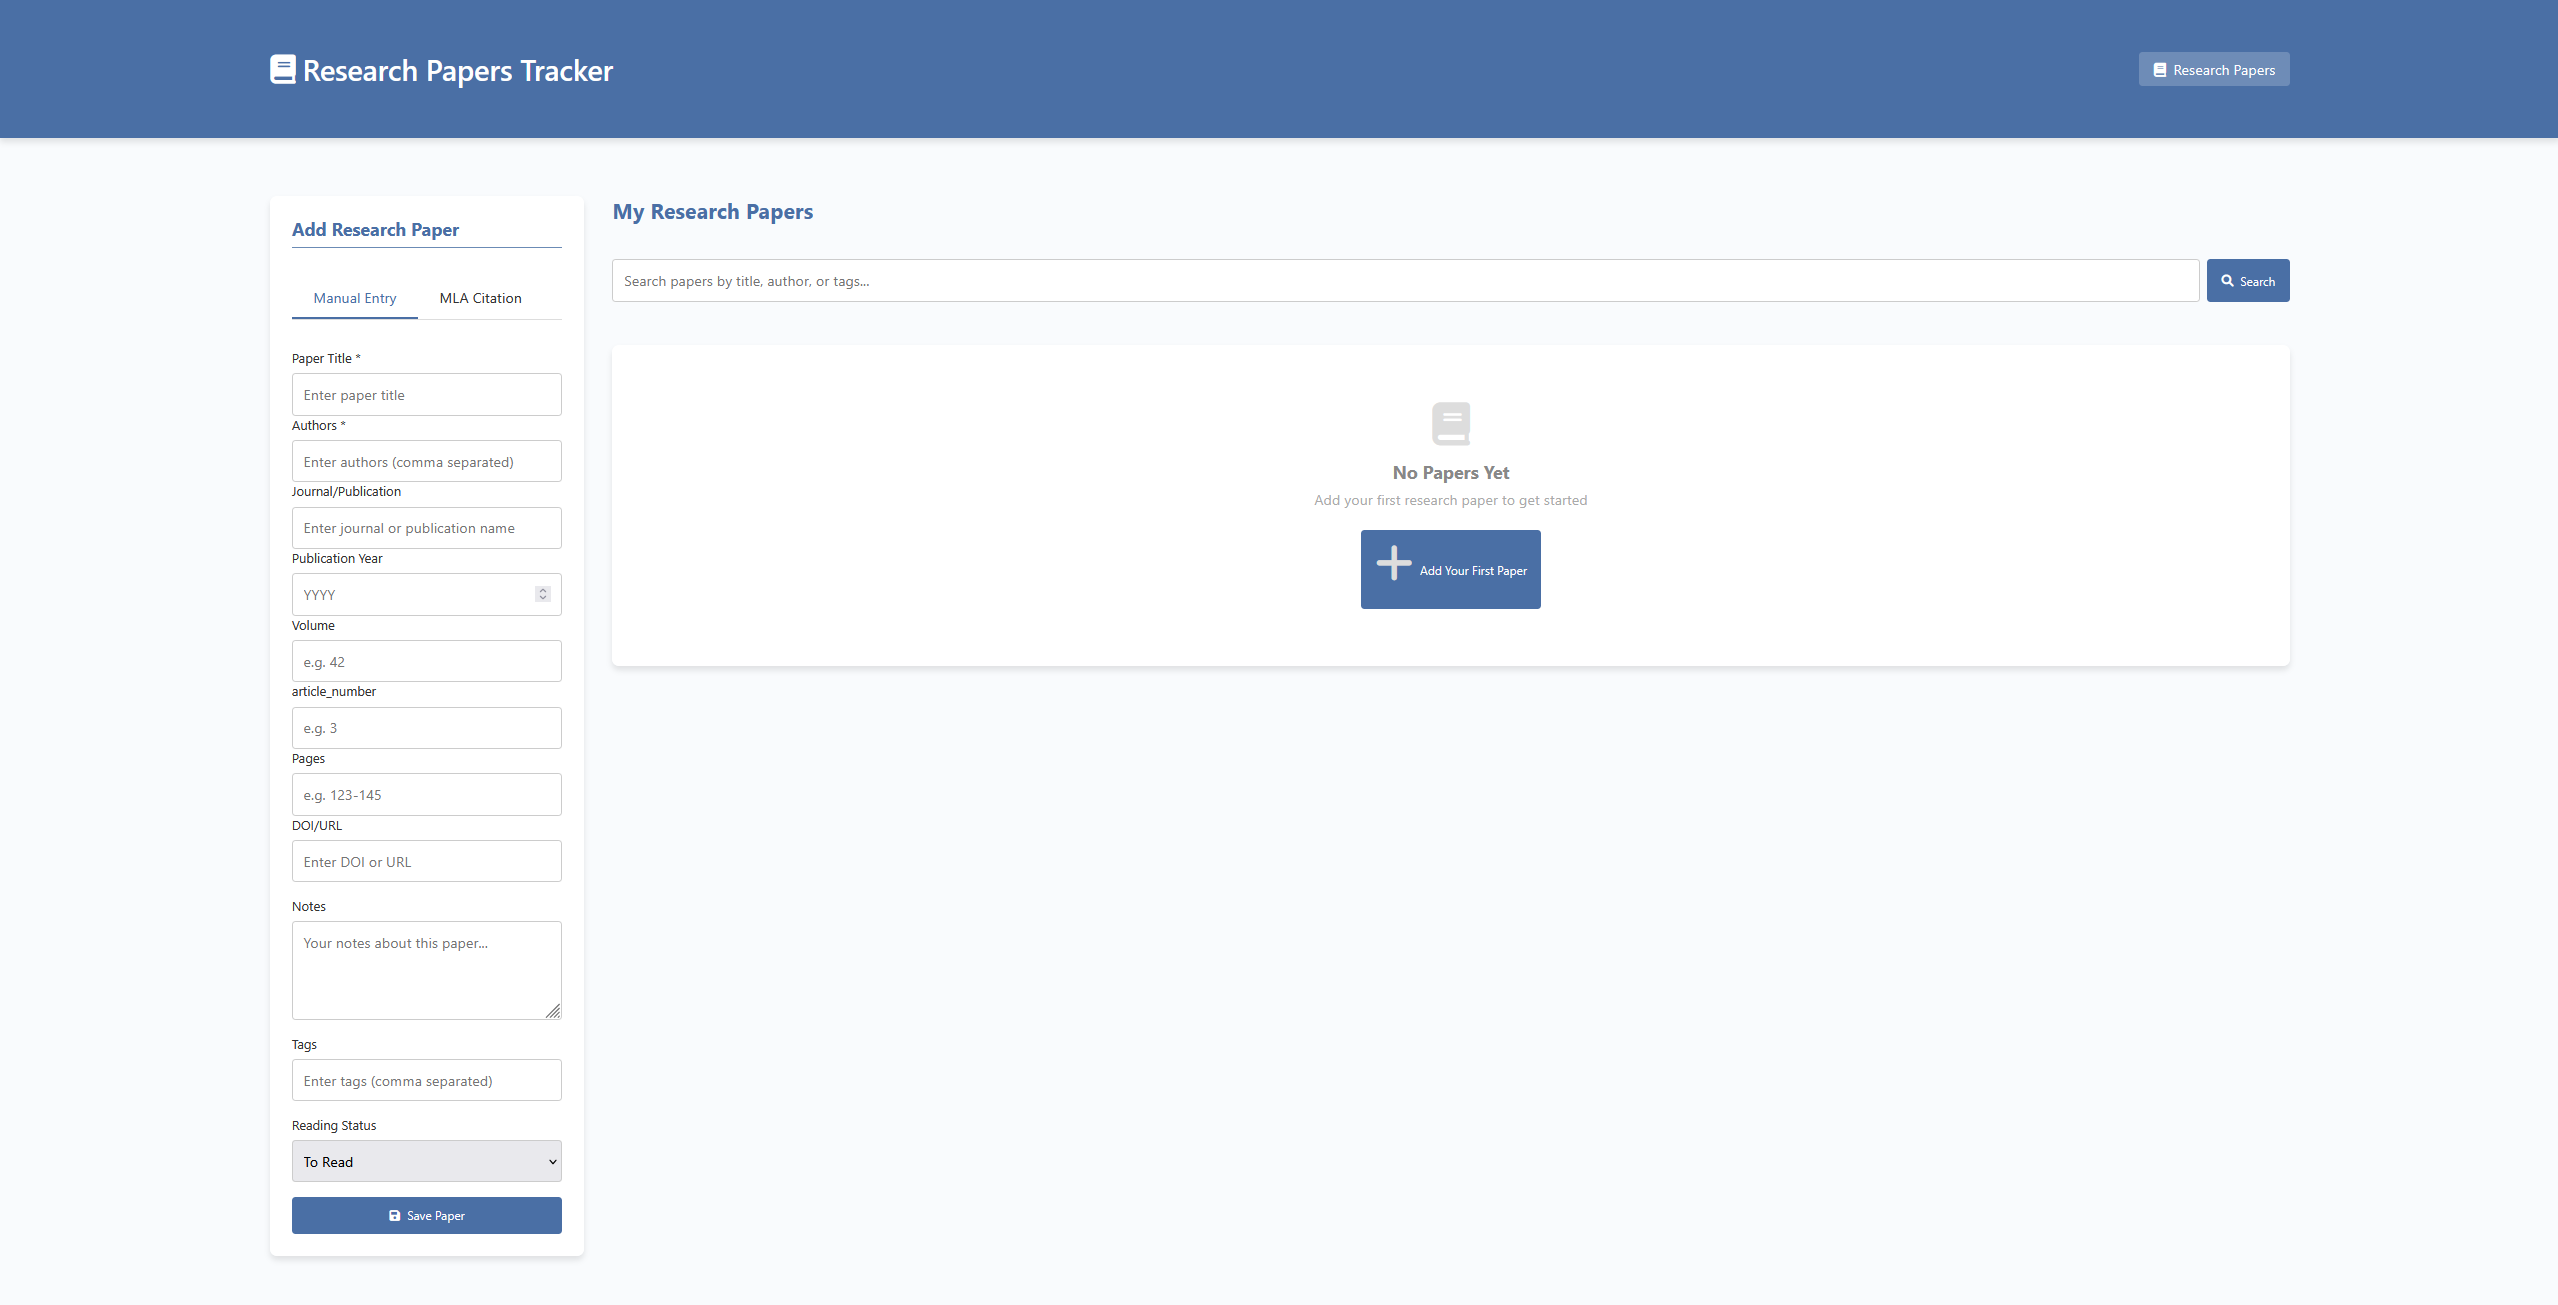 Research Papers Tracker
Research Papers
Add Research Paper
Manual Entry
MLA Citation
Paper Title *
Enter paper title
Authors *
Enter authors (comma separated)
Journal/Publication
Enter journal or publication name
Publication Year
YYYY
Volume
e.g. 42
article_number
e.g. 3
Pages
e.g. 123-145
DOI/URL
Enter DOI or URL
Notes
Your notes about this paper...
Tags
Enter tags (comma separated)
Reading Status
To Read
Save Paper
My Research Papers
Search papers by title, author, or tags...
Search
No Papers Yet
Add your first research paper to get started
Add Your First Paper